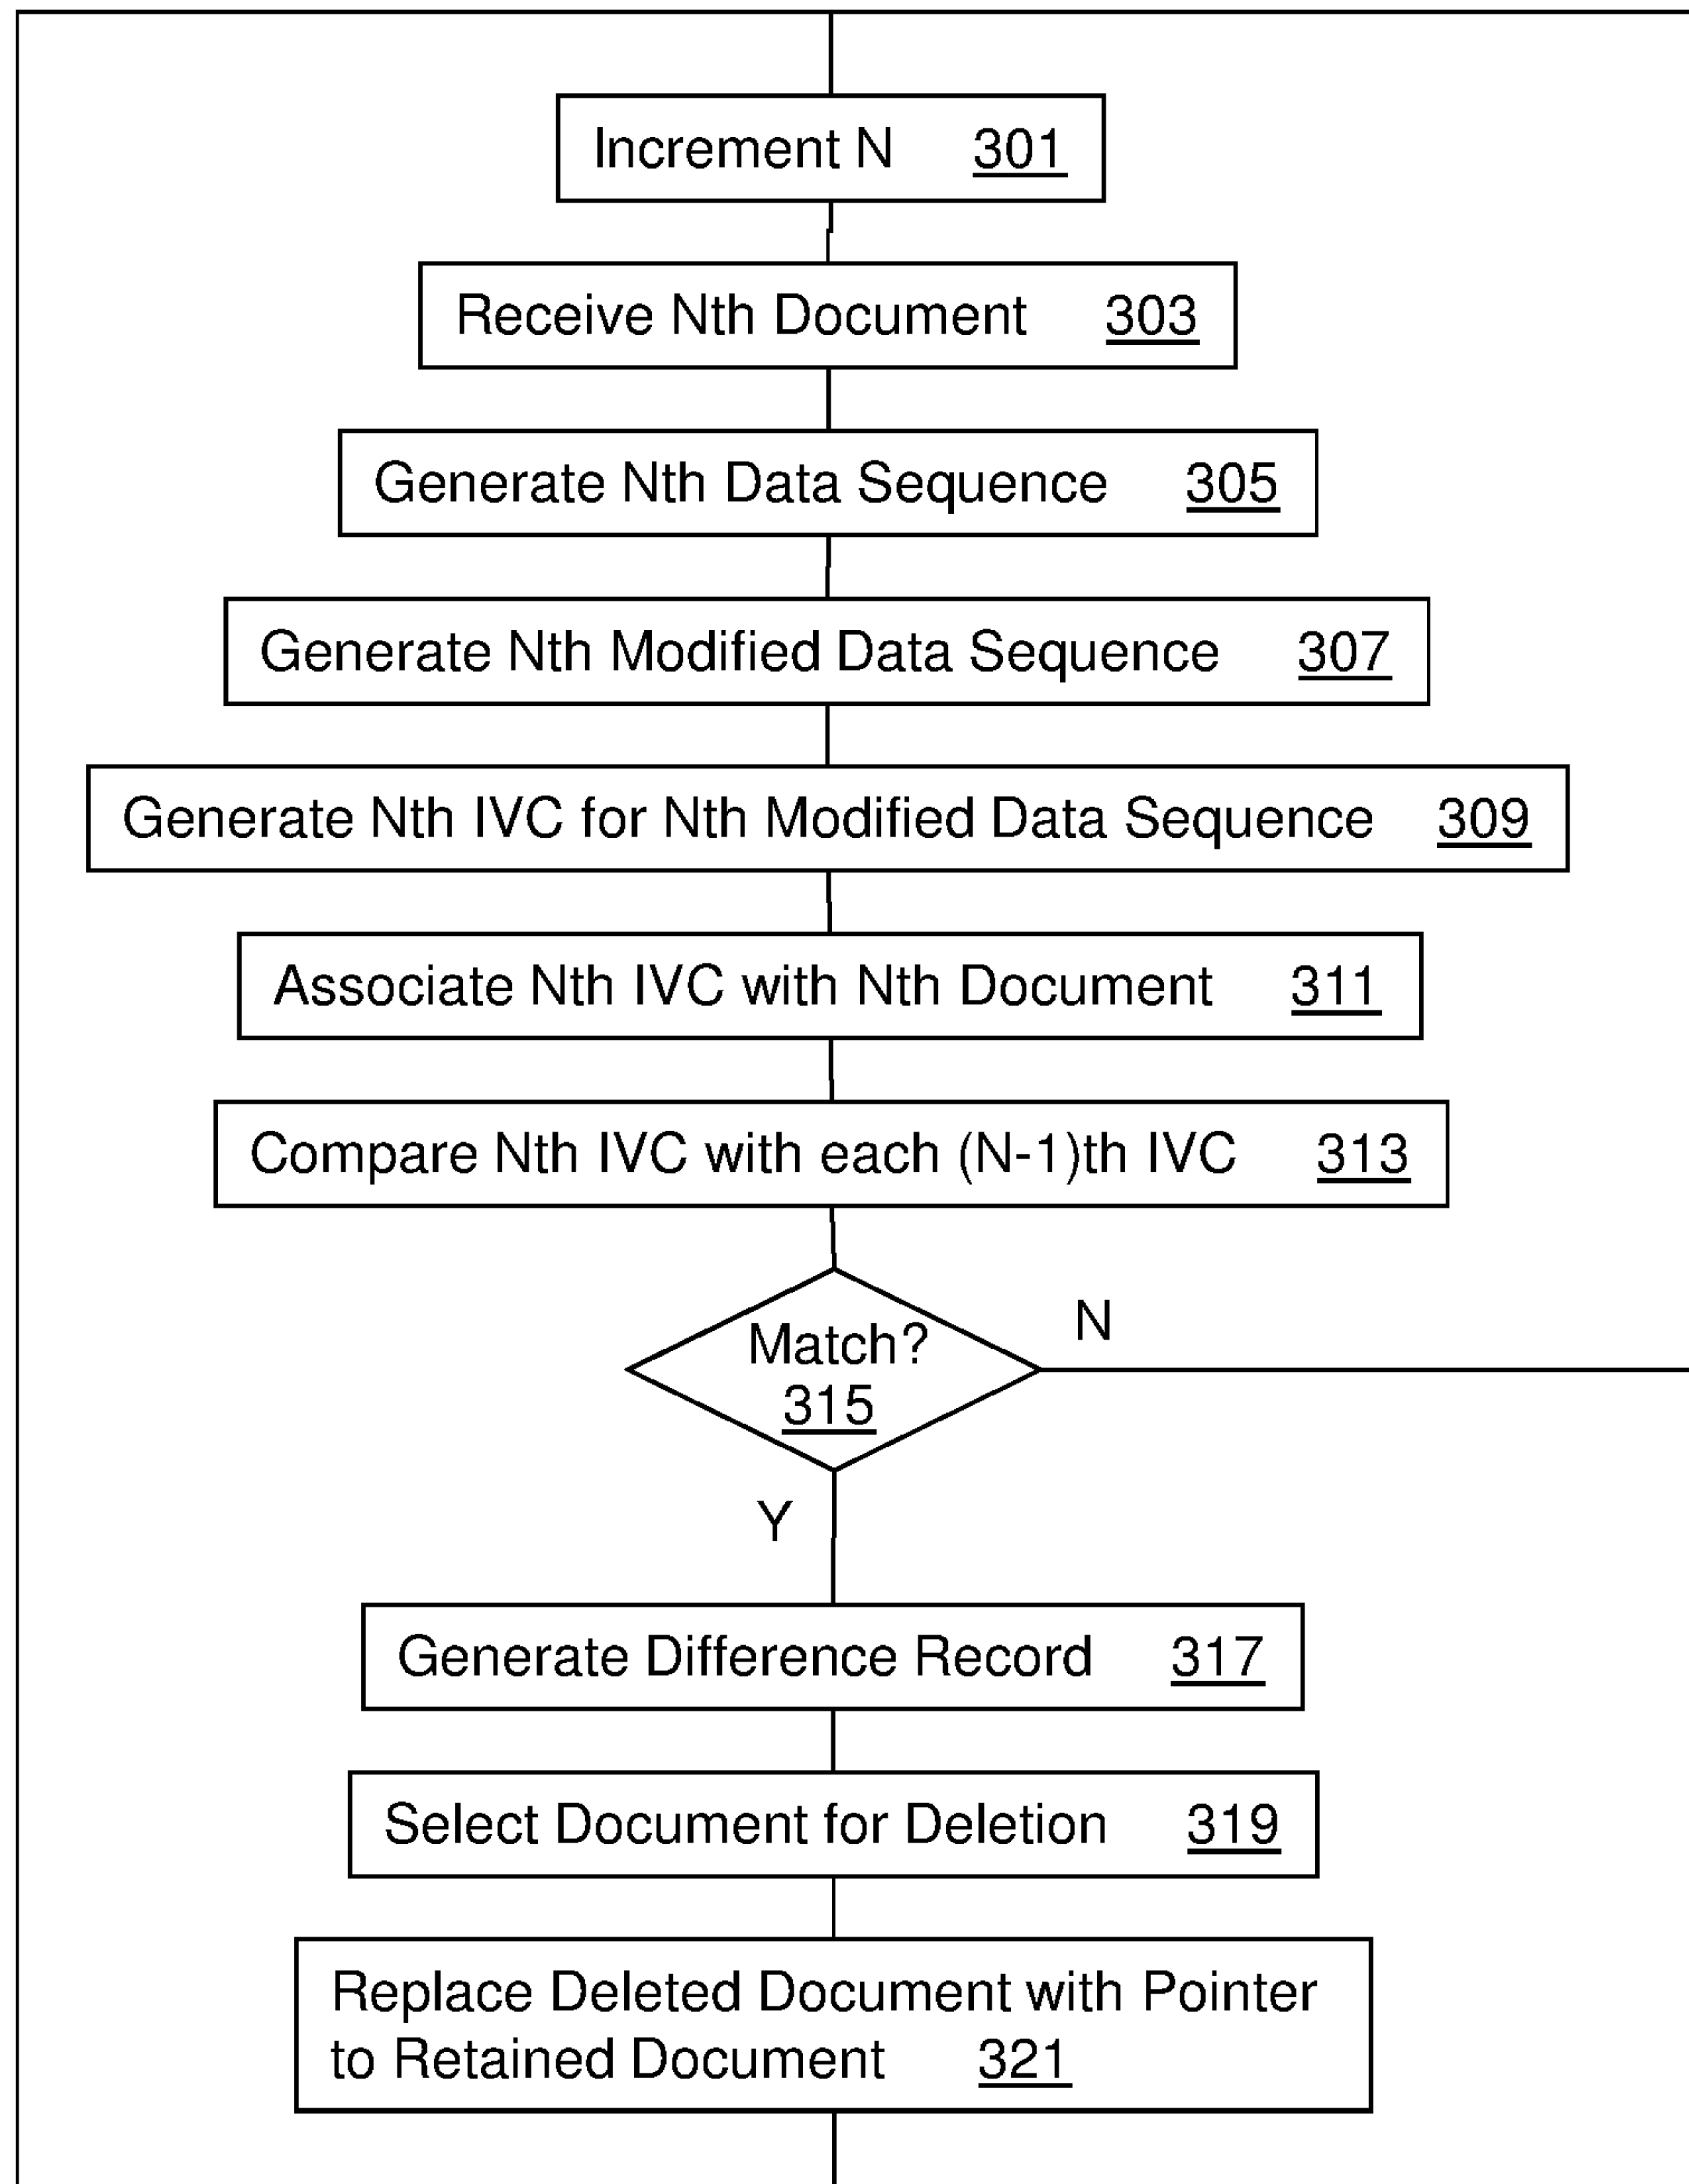 Increment N 301
Receive Nth Document 303
Generate Nth Data Sequence 305
Generate Nth Modified Data Sequence 307
Generate Nth IVC for Nth Modified Data Sequence 309
Associate Nth IVC with Nth Document 311
Compare Nth IVC with each (N-1)th IVC 313
N
Match?
315
Y
Generate Difference Record 317
Select Document for Deletion 319
Replace Deleted Document with Pointer
to Retained Document 321